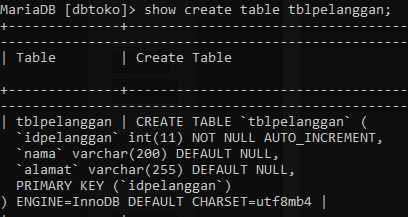 MariaDB [dbtoko]> show create table tblpelanggan;
+--------------+-----------------------------------
| Table        | Create Table
+--------------+-----------------------------------
| tblpelanggan | CREATE TABLE `tblpelanggan` (
  `idpelanggan` int(11) NOT NULL AUTO_INCREMENT,
  `nama` varchar(200) DEFAULT NULL,
  `alamat` varchar(255) DEFAULT NULL,
  PRIMARY KEY (`idpelanggan`)
) ENGINE=InnoDB DEFAULT CHARSET=utf8mb4 |